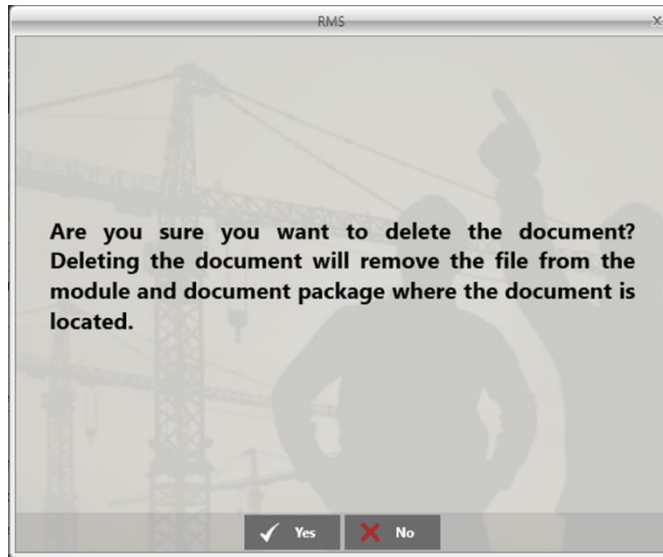 RMS
Are you sure you want to delete the document?
Deleting the document will remove the file from the
module and document package where the document is
located.
Yes
No